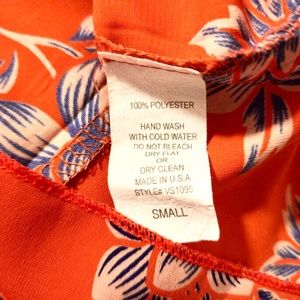 100% POLYESTER
HAND WASH
WITH COLD WATER
DO NOT BLEACH
DRY FLAT
OR
DRY CLEAN
MADE IN U.S.A
STYLE# VS1095
SMALL